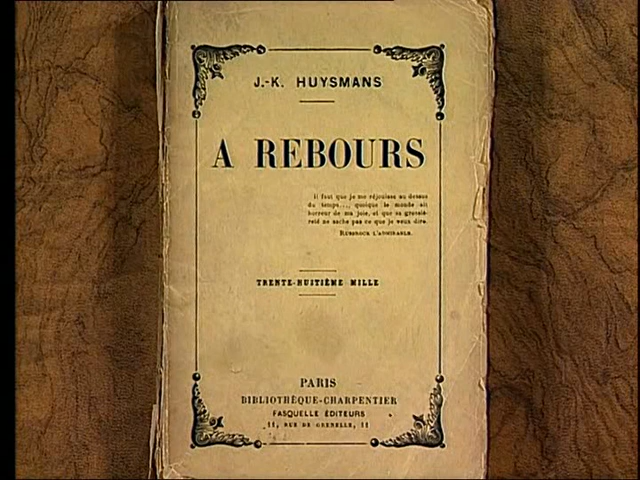 J.-K. HUYSMANS
A REBOURS
Il faut que je me réjouisse au dessus
du temps..., quoique le monde ait
horreur de ma joie, et que sa grossiè-
reté ne sache pas ce que je veux dire.
RUSBROCK L'ADMIRABLE.
TRENTE-HUITIÈME MILLE
PARIS
BIBLIOTHÈQUE-CHARPENTIER
FASQUELLE ÉDITEURS
11, RUE DE GRENELLE, 11